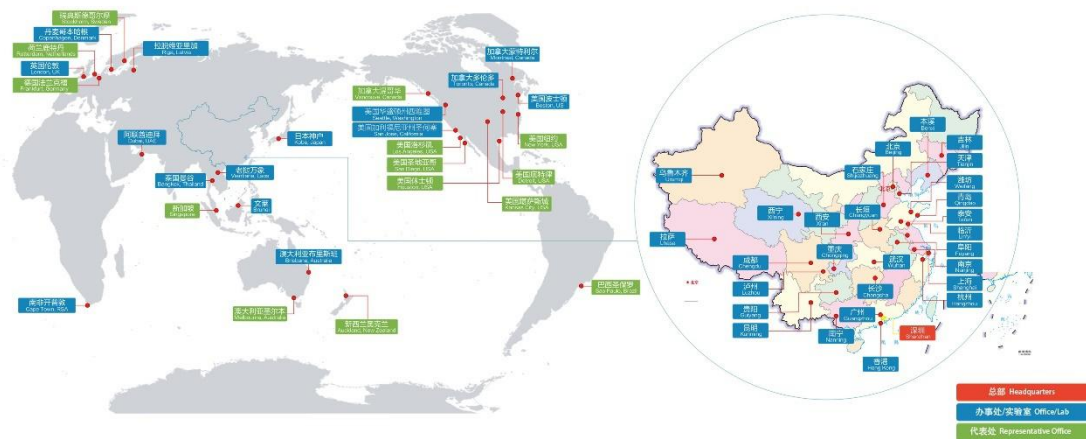 瑞典斯德哥尔摩
Stockholm, Sweden
丹麦哥本哈根
Copenhagen, Denmark
荷兰鹿特丹
Rotterdam, Netherlands
英国伦敦
London, UK
德国法兰克福
Frankfurt, Germany
拉脱维亚里加
Riga, Latvia
阿联酋迪拜
Dubai, UAE
日本神户
Kobe, Japan
老挝万象
Vientiane, Laos
泰国曼谷
Bangkok, Thailand
新加坡
Singapore
文莱
Brunei
澳大利亚布里斯班
Brisbane, Australia
澳大利亚墨尔本
Melbourne, Australia
新西兰奥克兰
Auckland, New Zealand
南非开普敦
Cape Town, RSA
加拿大蒙特利尔
Montreal, Canada
加拿大多伦多
Toronto, Canada
加拿大温哥华
Vancouver, Canada
美国波士顿
Boston, US
美国华盛顿州西雅图
Seattle, Washington
美国加利福尼亚州圣何塞
San Jose, California
美国洛杉矶
Los Angeles, USA
美国圣地亚哥
San Diego, USA
美国休士顿
Houston, USA
美国纽约
New York, USA
美国底特律
Detroit, USA
美国堪萨斯城
Kansas City, USA
巴西圣保罗
Sao Paulo, Brazil
本溪
Benxi
吉林
Jilin
北京
Beijing
天津
Tianjin
石家庄
Shijiazhuang
潍坊
Weifang
青岛
Qingdao
乌鲁木齐
Urumqi
西宁
Xining
西安
Xi'an
长垣
ChangYuan
泰安
Tai'an
临沂
LinYi
拉萨
Lhasa
重庆
Chongqing
成都
Chengdu
武汉
Wuhan
阜阳
Fuyang
南京
Nanjing
泸州
Luzhou
长沙
Changsha
上海
Shanghai
贵阳
Guiyang
杭州
Hangzhou
广州
Guangzhou
昆明
Kunming
南宁
Nanning
深圳
Shenzhen
香港
Hong Kong
总部 Headquarters
办事处/实验室 Office/Lab
代表处 Representative Office